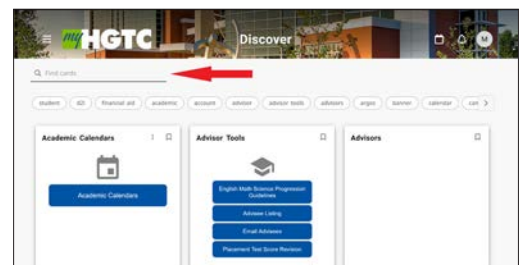 myHGTC
Discover
M
Find cards
student
d2l
financial aid
academic
account
advisor
advisor tools
advisors
argos
banner
calendar
Academic Calendars
Advisor Tools
Advisors
Academic Calendars
English Math Science Progression
Guidelines
Advisee Listing
Email Advisees
Placement Test Score Revision